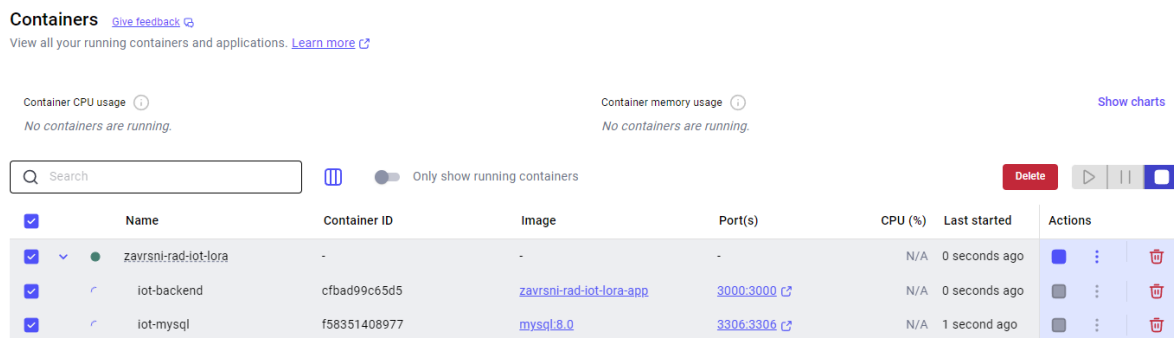 Containers Give feedback
View all your running containers and applications. Learn more
Container CPU usage
No containers are running.
Container memory usage
No containers are running.
Show charts
Search
Only show running containers
Delete
Name Container ID Image Port(s) CPU (%) Last started Actions
zavrsni-rad-iot-lora - - - N/A 0 seconds ago
iot-backend cfbad99c65d5 zavrsni-rad-iot-lora-app 3000:3000 N/A 0 seconds ago
iot-mysql f58351408977 mysql:8.0 3306:3306 N/A 1 second ago